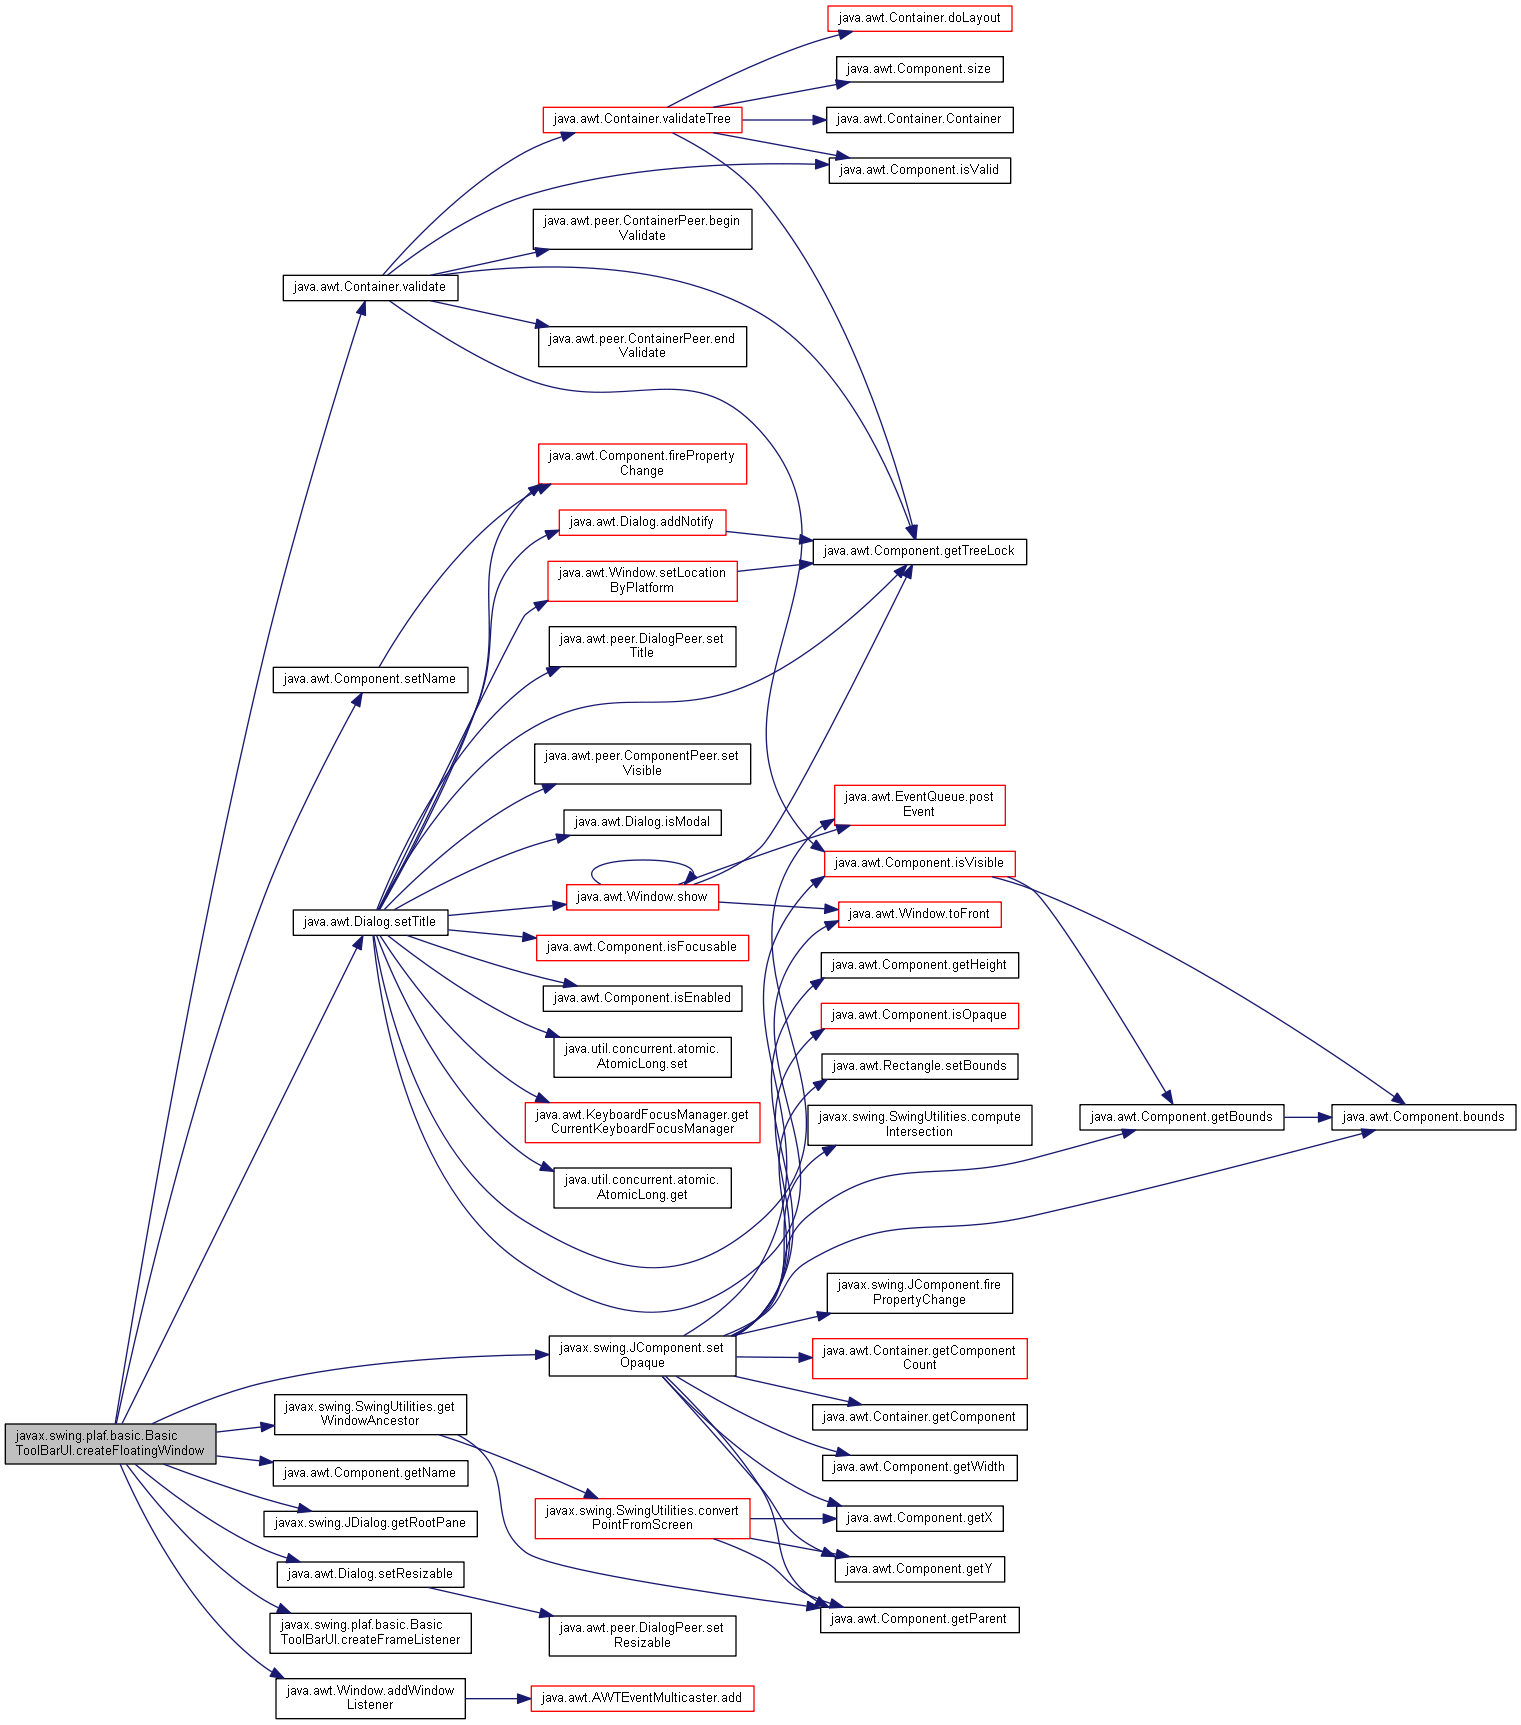 java.awt.Container.doLayout
java.awt.Component.size
java.awt.Container.validateTree
java.awt.Container.Container
java.awt.Component.isValid
java.awt.peer.ContainerPeer.begin
Validate
java.awt.Container.validate
java.awt.peer.ContainerPeer.end
Validate
java.awt.Component.fireProperty
Change
java.awt.Dialog.addNotify
java.awt.Component.getTreeLock
java.awt.Window.setLocation
ByPlatform
java.awt.peer.DialogPeer.set
Title
java.awt.Component.setName
java.awt.peer.ComponentPeer.set
Visible
java.awt.EventQueue.post
Event
java.awt.Dialog.isModal
java.awt.Component.isVisible
java.awt.Window.show
java.awt.Window.toFront
java.awt.Dialog.setTitle
java.awt.Component.isFocusable
java.awt.Component.getHeight
java.awt.Component.isEnabled
java.awt.Component.isOpaque
java.util.concurrent.atomic.
AtomicLong.set
java.awt.Rectangle.setBounds
java.awt.KeyboardFocusManager.get
CurrentKeyboardFocusManager
javax.swing.SwingUtilities.compute
Intersection
java.awt.Component.getBounds
java.awt.Component.bounds
java.util.concurrent.atomic.
AtomicLong.get
javax.swing.JComponent.fire
PropertyChange
javax.swing.JComponent.set
Opaque
java.awt.Container.getComponent
Count
javax.swing.SwingUtilities.get
WindowAncestor
java.awt.Container.getComponent
javax.swing.plaf.basic.Basic
ToolBarUI.createFloatingWindow
java.awt.Component.getName
java.awt.Component.getWidth
javax.swing.SwingUtilities.convert
PointFromScreen
javax.swing.JDialog.getRootPane
java.awt.Component.getX
java.awt.Dialog.setResizable
java.awt.Component.getY
javax.swing.plaf.basic.Basic
ToolBarUI.createFrameListener
java.awt.peer.DialogPeer.set
Resizable
java.awt.Component.getParent
java.awt.Window.addWindow
Listener
java.awt.AWTEventMulticaster.add